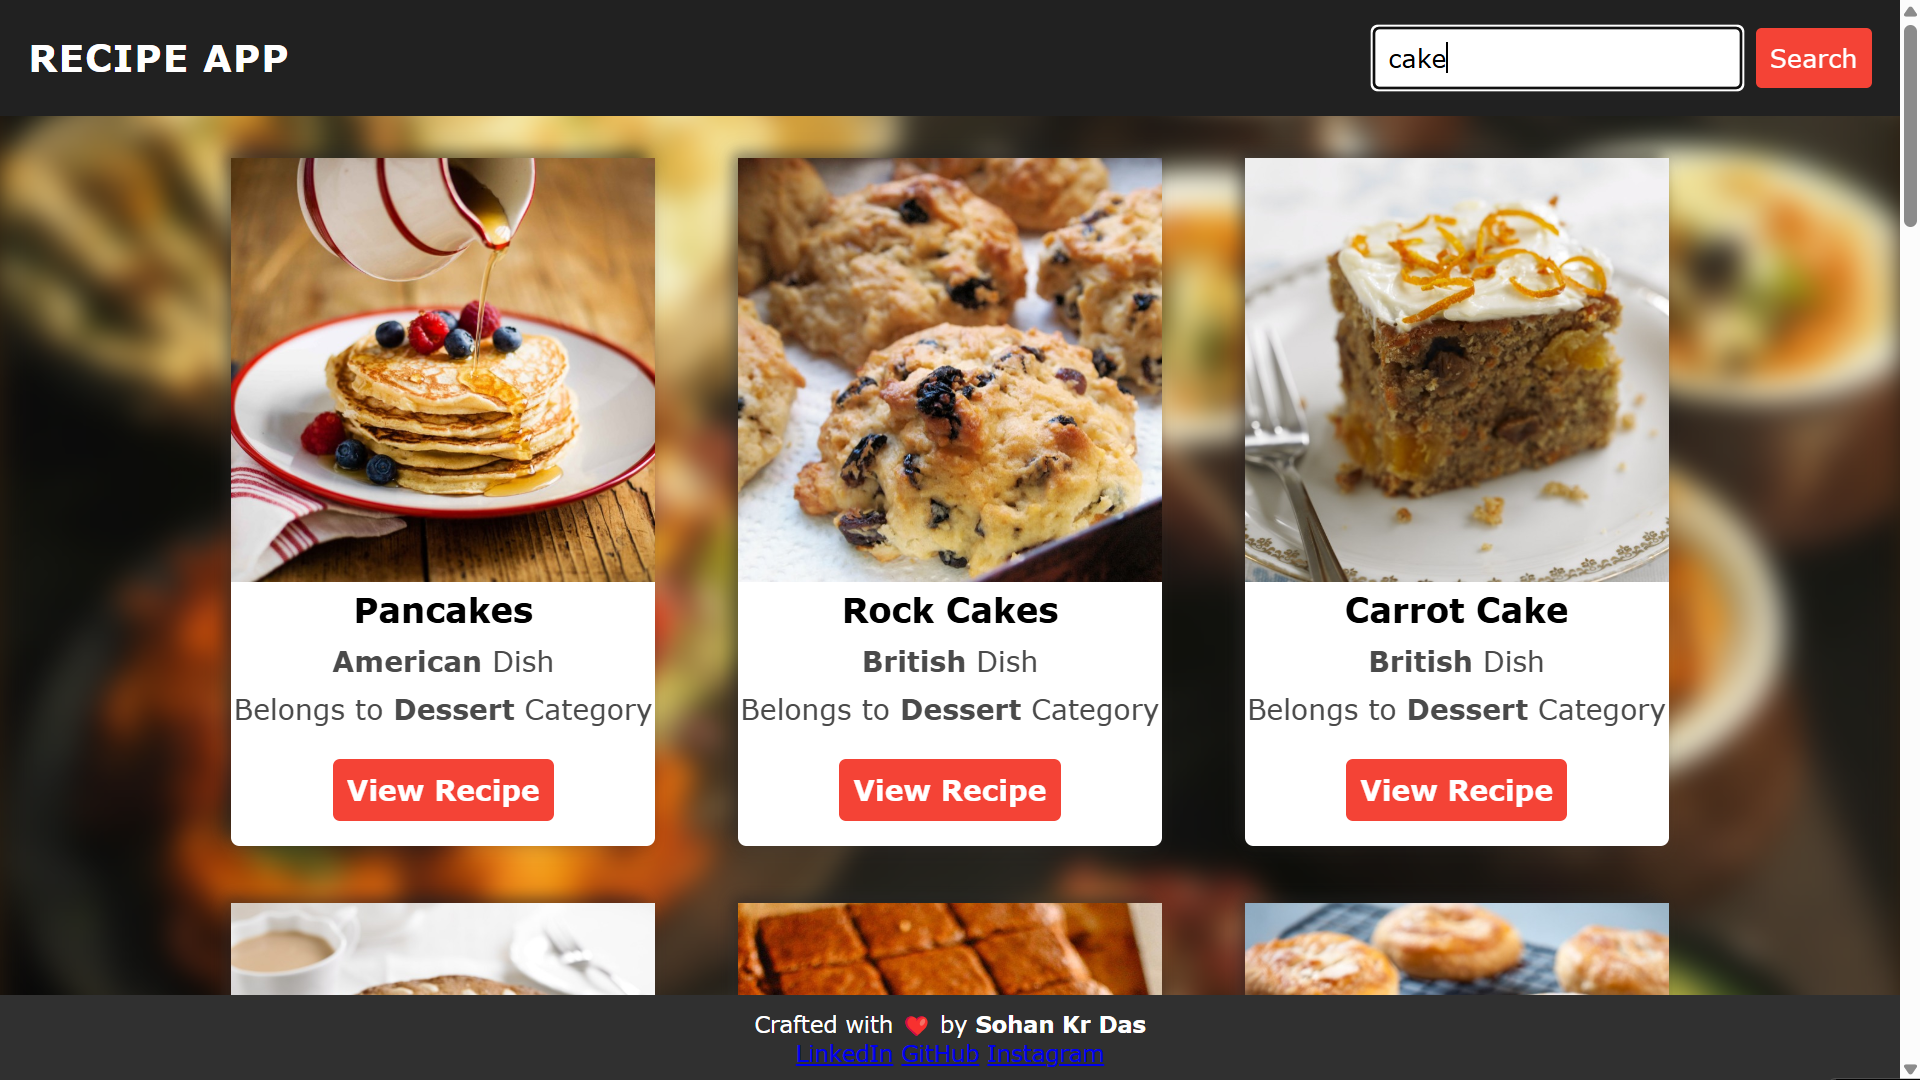 RECIPE APP
cake
Search
Pancakes
American Dish
Belongs to Dessert Category
View Recipe
Rock Cakes
British Dish
Belongs to Dessert Category
View Recipe
Carrot Cake
British Dish
Belongs to Dessert Category
View Recipe
Crafted with ❤️ by Sohan Kr Das
LinkedIn GitHub Instagram